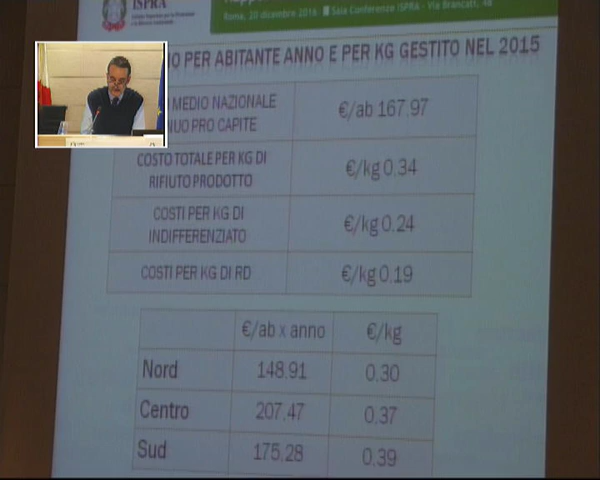 ISPRA
Roma, 20 dicembre 2016 Sala Conferenze ISPRA - Via Brancati, 48
PER ABITANTE ANNO E PER KG GESTITO NEL 2015
MEDIO NAZIONALE €/ab 167.97
NUO PRO CAPITE
COSTO TOTALE PER KG DI €/kg 0.34
RIFIUTO PRODOTTO
COSTI PER KG DI €/kg 0.24
INDIFFERENZIATO
COSTI PER KG DI RD €/kg 0.19
€/ab x anno €/kg
Nord 148.91 0.30
Centro 207.47 0.37
Sud 175.28 0.39